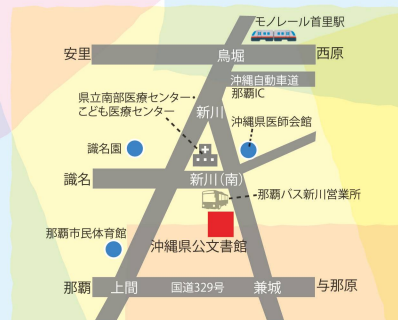 モノレール首里駅
安里
鳥堀
西原
沖縄自動車道
那覇IC
県立南部医療センター・
こども医療センター
新川
沖縄県医師会館
識名園
識名
新川(南)
那覇バス新川営業所
那覇市民体育館
沖縄県公文書館
那覇
上間
国道329号
兼城
与那原